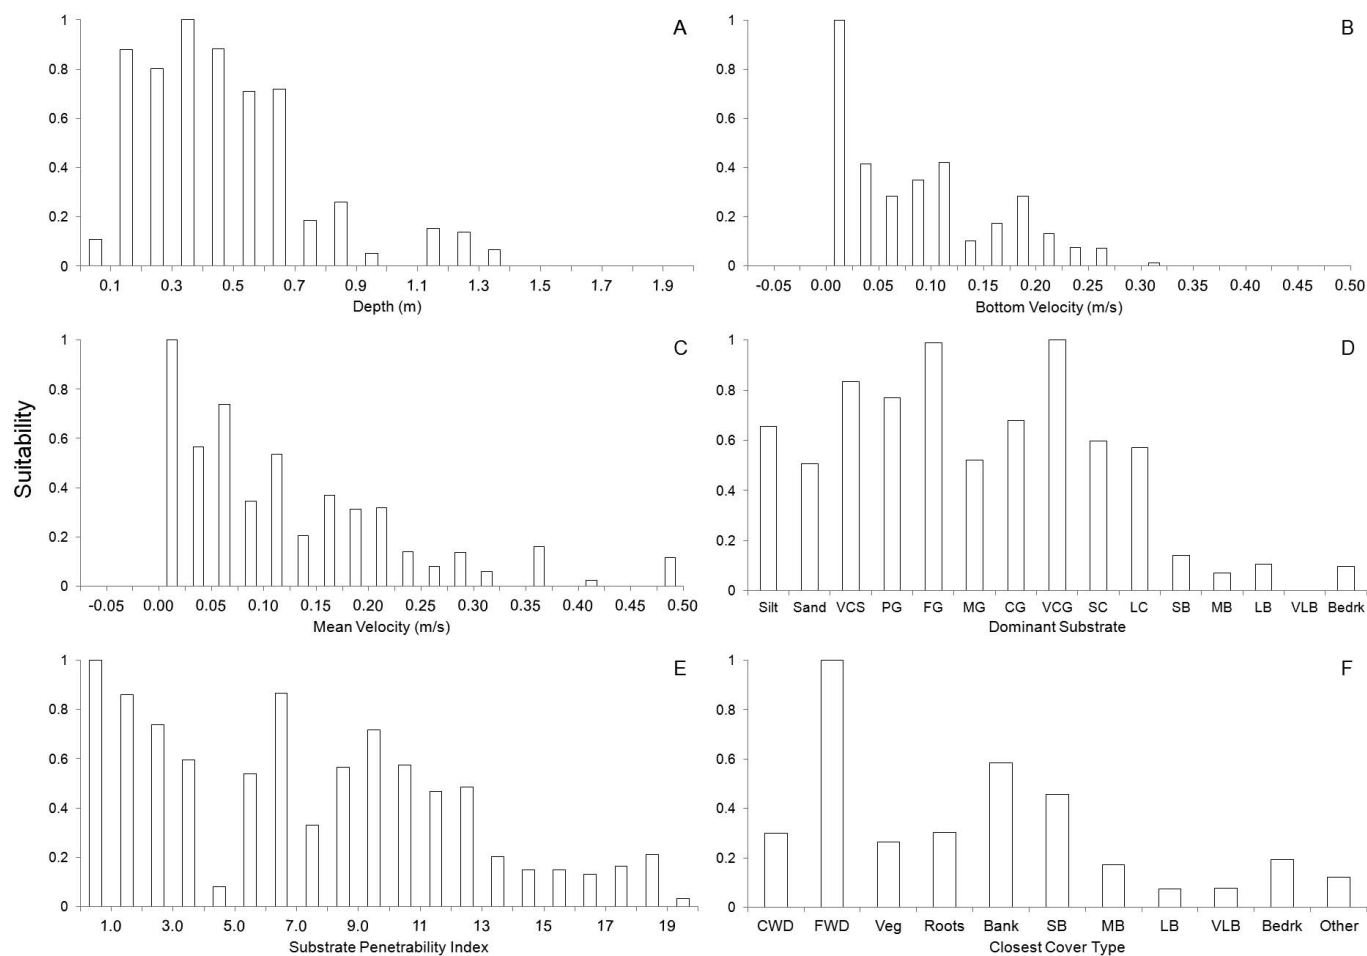 A
1
0.8
0.6
0.4
0.2
0
0.1 0.3 0.5 0.7 0.9 1.1 1.3 1.5 1.7 1.9
Depth (m)
B
1
0.8
0.6
0.4
0.2
0
-0.05 0.00 0.05 0.10 0.15 0.20 0.25 0.30 0.35 0.40 0.45 0.50
Bottom Velocity (m/s)
Suitability
C
1
0.8
0.6
0.4
0.2
0
-0.05 0.00 0.05 0.10 0.15 0.20 0.25 0.30 0.35 0.40 0.45 0.50
Mean Velocity (m/s)
D
1
0.8
0.6
0.4
0.2
0
Silt Sand VCS PG FG MG CG VCG SC LC SB MB LB VLB Bedrk
Dominant Substrate
E
1
0.8
0.6
0.4
0.2
0
1.0 3.0 5.0 7.0 9.0 11 13 15 17 19
Substrate Penetrability Index
F
1
0.8
0.6
0.4
0.2
0
CWD FWD Veg Roots Bank SB MB LB VLB Bedrk Other
Closest Cover Type